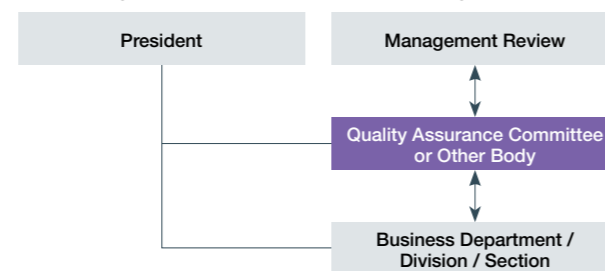 President
Management Review
Quality Assurance Committee
or Other Body
Business Department /
Division / Section